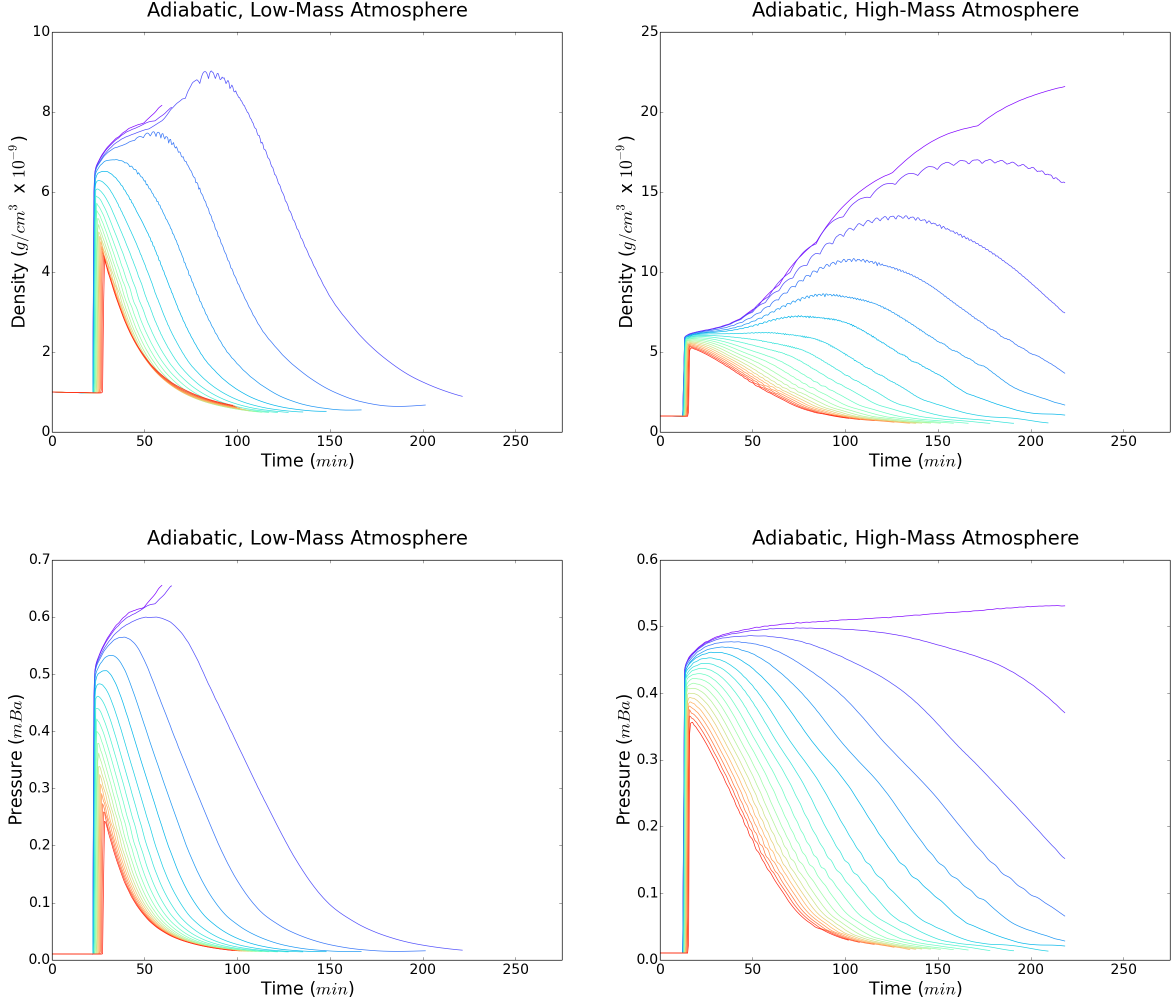 Adiabatic, Low-Mass Atmosphere
10
8
6
4
2
0
Density (g/cm³ x 10⁻⁹)
0 50 100 150 200 250
Time (min)
Adiabatic, High-Mass Atmosphere
25
20
15
10
5
0
Density (g/cm³ x 10⁻⁹)
0 50 100 150 200 250
Time (min)
Adiabatic, Low-Mass Atmosphere
0.7
0.6
0.5
0.4
0.3
0.2
0.1
0.0
Pressure (mBa)
0 50 100 150 200 250
Time (min)
Adiabatic, High-Mass Atmosphere
0.6
0.5
0.4
0.3
0.2
0.1
0.0
Pressure (mBa)
0 50 100 150 200 250
Time (min)